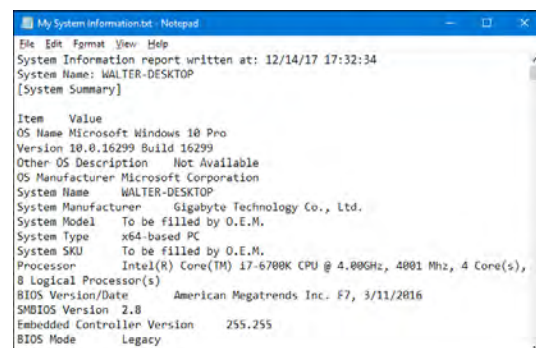 My System Information.txt - Notepad
File Edit Format View Help
System Information report written at: 12/14/17 17:32:34
System Name: WALTER-DESKTOP
[System Summary]
Item Value
OS Name Microsoft Windows 10 Pro
Version 10.0.16299 Build 16299
Other OS Description Not Available
OS Manufacturer Microsoft Corporation
System Name WALTER-DESKTOP
System Manufacturer Gigabyte Technology Co., Ltd.
System Model To be filled by O.E.M.
System Type x64-based PC
System SKU To be filled by O.E.M.
Processor Intel(R) Core(TM) i7-6700K CPU @ 4.00GHz, 4001 Mhz, 4 Core(s),
8 Logical Processor(s)
BIOS Version/Date American Megatrends Inc. F7, 3/11/2016
SMBIOS Version 2.8
Embedded Controller Version 255.255
BIOS Mode Legacy